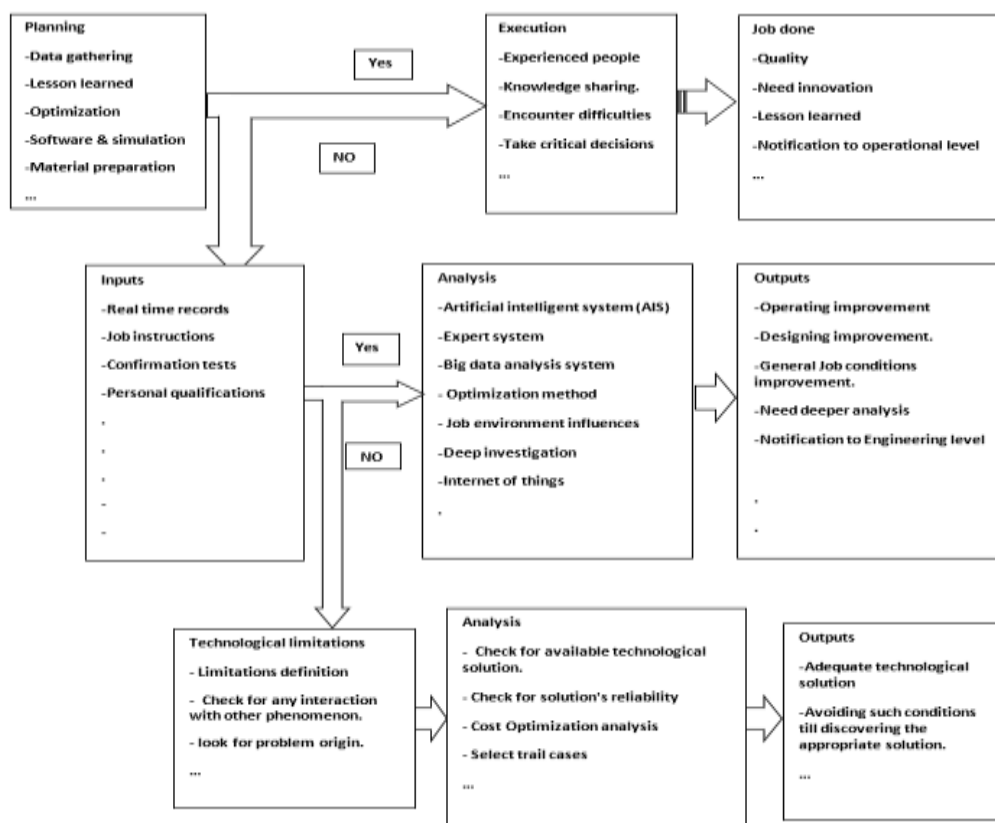 Planning
-Data gathering
-Lesson learned
-Optimization
-Software & simulation
-Material preparation
...
Yes
NO
Execution
-Experienced people
-Knowledge sharing.
-Encounter difficulties
-Take critical decisions
...
Job done
-Quality
-Need innovation
-Lesson learned
-Notification to operational level
...
Inputs
-Real time records
-Job instructions
-Confirmation tests
-Personal qualifications
.
.
.
-
-
Yes
NO
Analysis
-Artificial intelligent system (AIS)
-Expert system
-Big data analysis system
- Optimization method
- Job environment influences
-Deep investigation
-Internet of things
.
Outputs
-Operating improvement
-Designing improvement.
-General Job conditions
improvement.
-Need deeper analysis
-Notification to Engineering level
.
.
Technological limitations
- Limitations definition
- Check for any interaction
with other phenomenon.
- look for problem origin.
...
Analysis
- Check for available technological
solution.
- Check for solution's reliability
- Cost Optimization analysis
- Select trail cases
...
Outputs
-Adequate technological
solution
-Avoiding such conditions
till discovering the
appropriate solution.
...